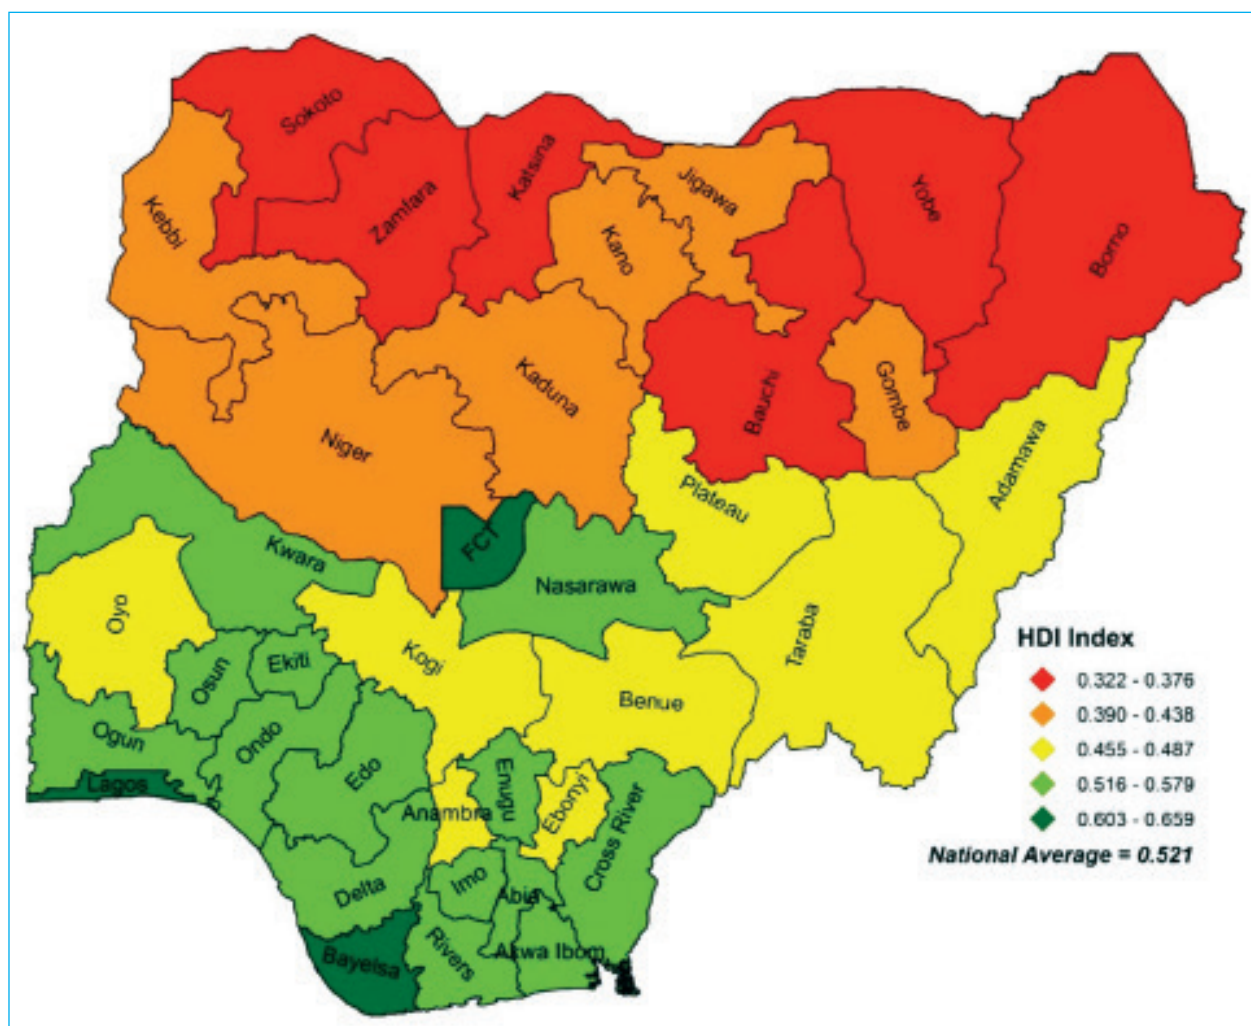 Sokoto
Zamfara
Katsina
Kebbi
Kano
Jigawa
Yobe
Borno
Niger
Kaduna
Bauchi
Gombe
Adamawa
Plateau
FCT
Kwara
Nasarawa
Oyo
Kogi
Taraba
Benue
Osun
Ekiti
Ogun
Ondo
Edo
Lagos
Anambra
Enugu
Ebonyi
Cross River
Delta
Imo
Abia
Bayelsa
Rivers
Akwa Ibom
HDI Index
0.322 - 0.376
0.390 - 0.438
0.455 - 0.487
0.516 - 0.579
0.603 - 0.659
National Average = 0.521